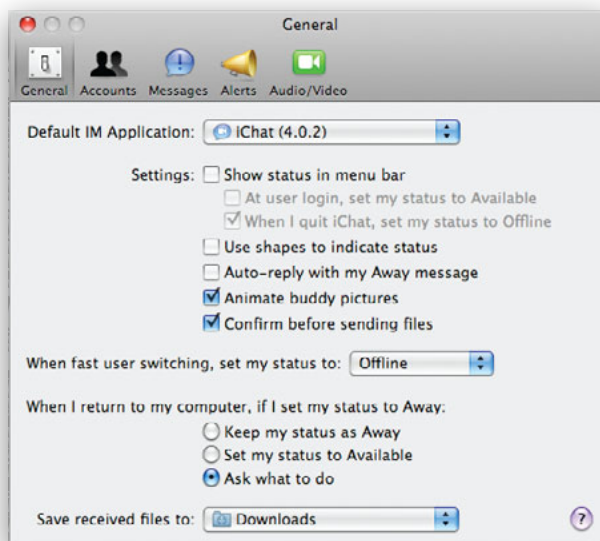 General
General Accounts Messages Alerts Audio/Video
Default IM Application: iChat (4.0.2)
Settings: Show status in menu bar
At user login, set my status to Available
When I quit iChat, set my status to Offline
Use shapes to indicate status
Auto-reply with my Away message
Animate buddy pictures
Confirm before sending files
When fast user switching, set my status to: Offline
When I return to my computer, if I set my status to Away:
Keep my status as Away
Set my status to Available
Ask what to do
Save received files to: Downloads ?